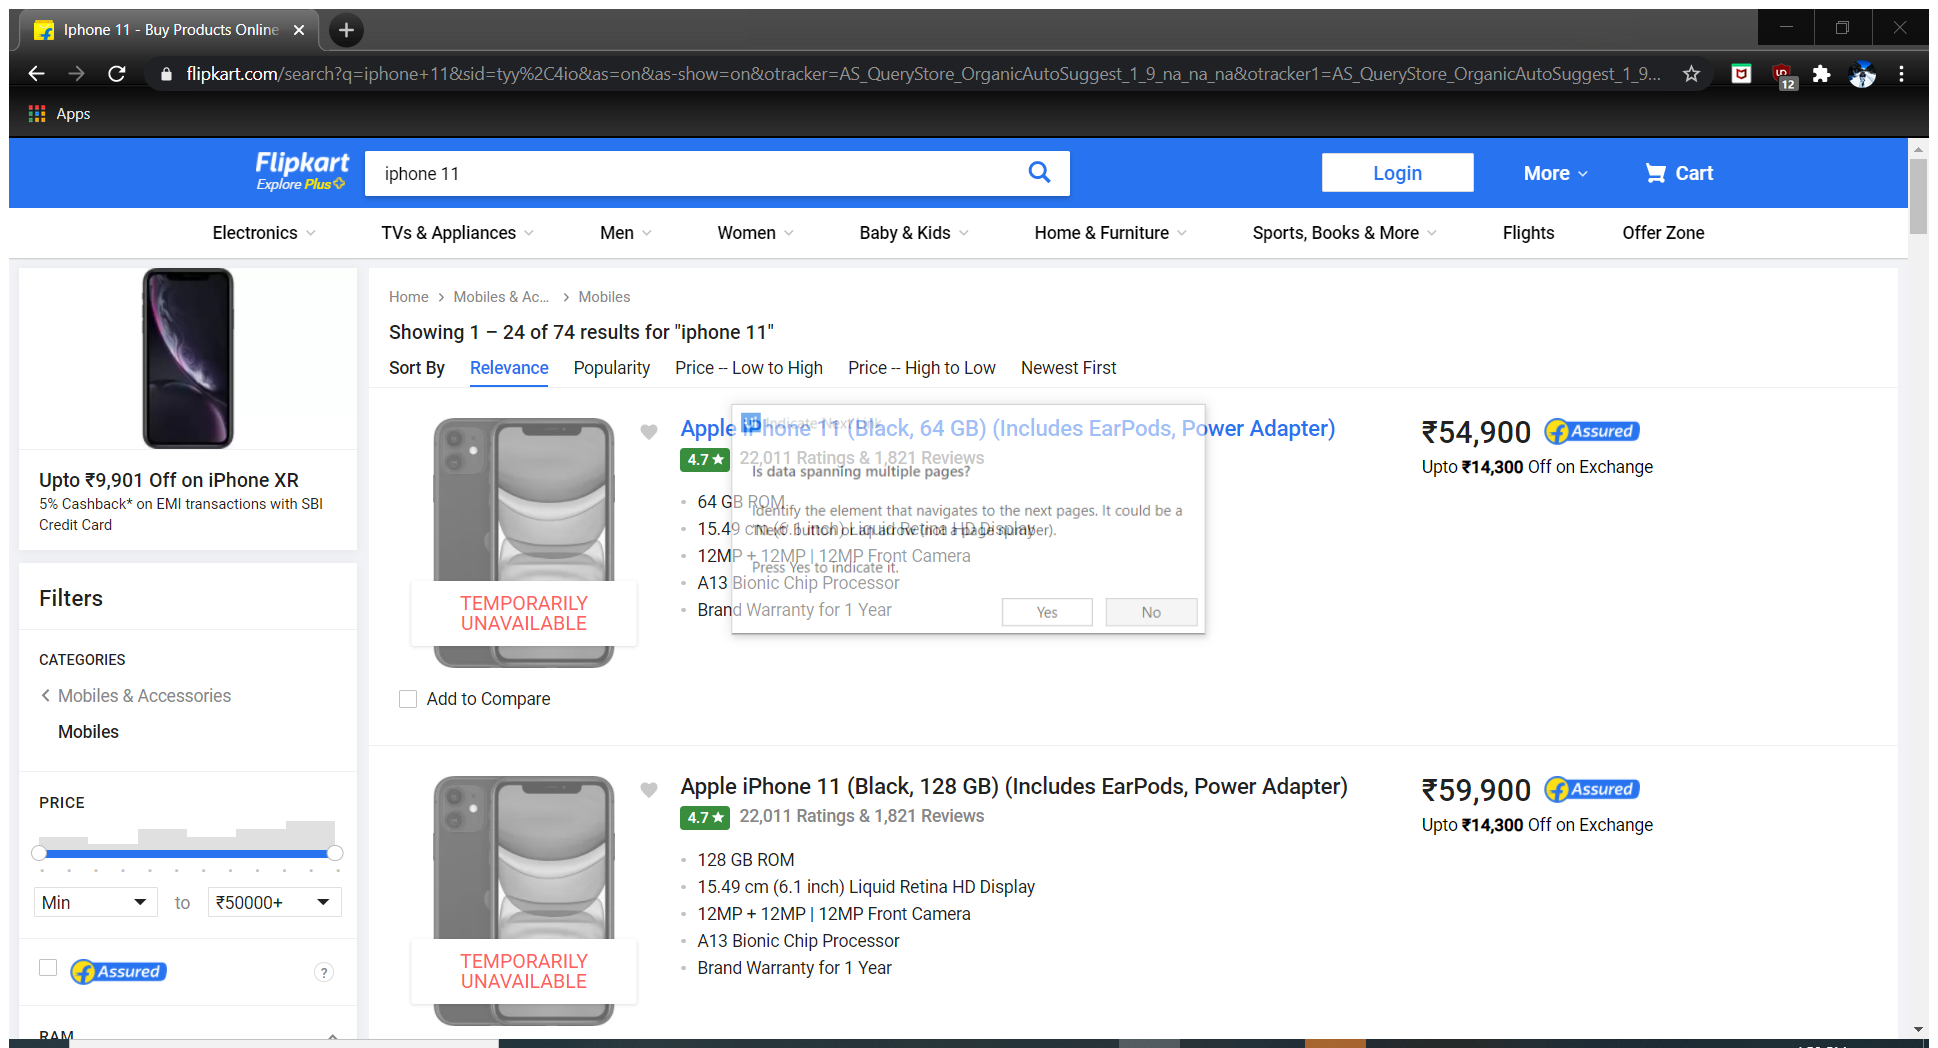 Iphone 11 - Buy Products Online
flipkart.com/search?q=iphone+11&sid=tyy%2C4io&as=on&as-show=on&otracker=AS_QueryStore_OrganicAutoSuggest_1_9_na_na_na&otracker1=AS_QueryStore_OrganicAutoSuggest_1_9...
12
Apps
Flipkart
Explore Plus
iphone 11
Login
More
Cart
Electronics
TVs & Appliances
Men
Women
Baby & Kids
Home & Furniture
Sports, Books & More
Flights
Offer Zone
Upto ₹9,901 Off on iPhone XR
5% Cashback* on EMI transactions with SBI
Credit Card
Filters
CATEGORIES
Mobiles & Accessories
Mobiles
PRICE
Min
to
₹50000+
Assured
?
RAM
Home
Mobiles & Ac...
Mobiles
Showing 1 – 24 of 74 results for "iphone 11"
Sort By
Relevance
Popularity
Price -- Low to High
Price -- High to Low
Newest First
Apple iPhone 11 (Black, 64 GB) (Includes EarPods, Power Adapter)
4.7★
22,011 Ratings & 1,821 Reviews
64 GB ROM
15.49 cm (6.1 inch) Liquid Retina HD Display
12MP + 12MP | 12MP Front Camera
A13 Bionic Chip Processor
Brand Warranty for 1 Year
TEMPORARILY
UNAVAILABLE
Add to Compare
₹54,900
Assured
Upto ₹14,300 Off on Exchange
Indicate Next Link
Is data spanning multiple pages?
Identify the element that navigates to the next pages. It could be a
'Next' button or an arrow (not a page number).
Press Yes to indicate it.
Yes
No
Apple iPhone 11 (Black, 128 GB) (Includes EarPods, Power Adapter)
4.7★
22,011 Ratings & 1,821 Reviews
128 GB ROM
15.49 cm (6.1 inch) Liquid Retina HD Display
12MP + 12MP | 12MP Front Camera
A13 Bionic Chip Processor
Brand Warranty for 1 Year
TEMPORARILY
UNAVAILABLE
₹59,900
Assured
Upto ₹14,300 Off on Exchange